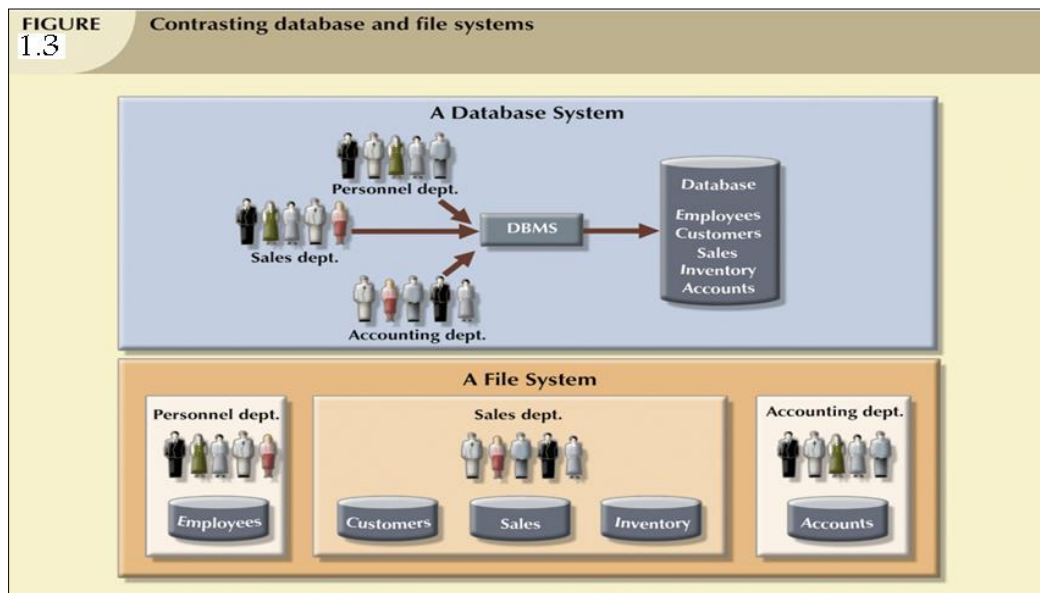 FIGURE
1.3
Contrasting database and file systems
A Database System
Personnel dept.
Sales dept.
Accounting dept.
DBMS
Database
Employees
Customers
Sales
Inventory
Accounts
A File System
Personnel dept.
Employees
Sales dept.
Customers
Sales
Inventory
Accounting dept.
Accounts